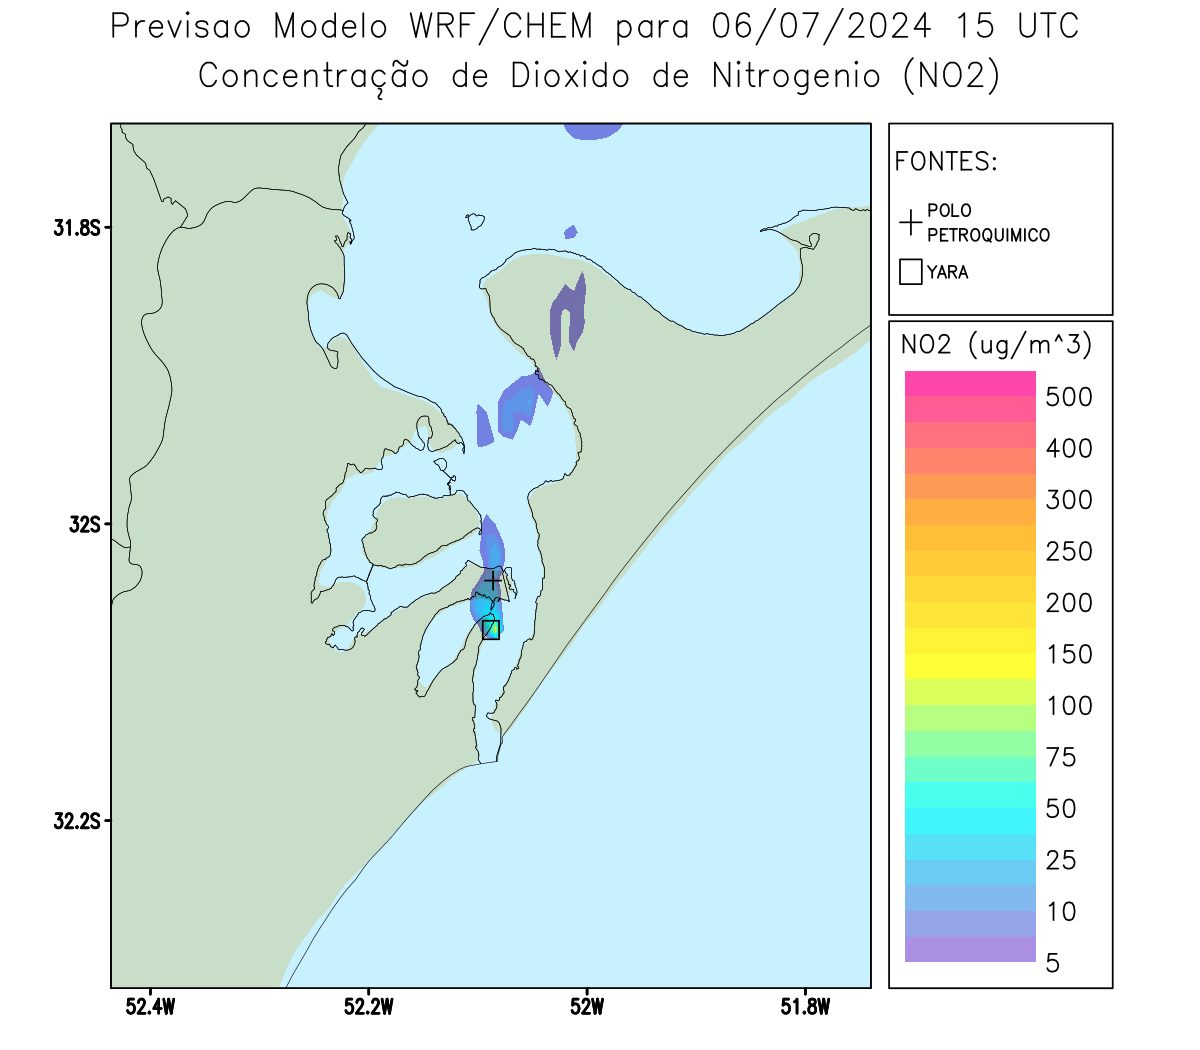 Previsao Modelo WRF/CHEM para 06/07/2024 15 UTC
Concentração de Dioxido de Nitrogenio (NO2)
FONTES:
POLO
PETROQUIMICO
YARA
31.8S
32S
32.2S
52.4W
52.2W
52W
51.8W
NO2 (ug/m^3)
500
400
300
250
200
150
100
75
50
25
10
5